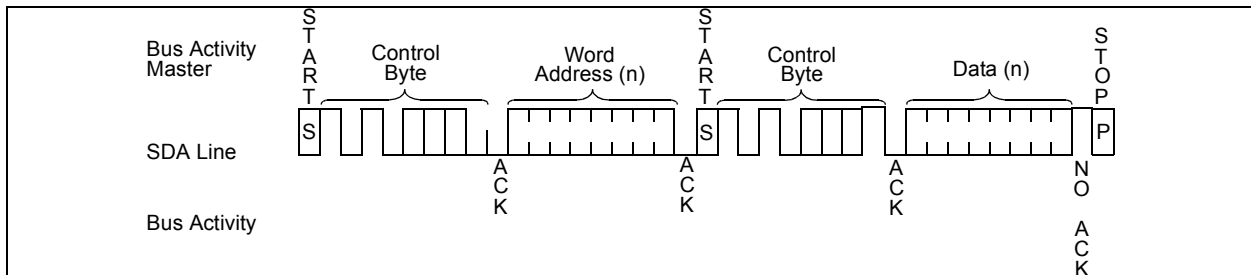 Bus Activity
Master
SDA Line
Bus Activity
START
Control
Byte
Word
Address (n)
START
Control
Byte
Data (n)
STOP
S
S
P
ACK
ACK
ACK
NO ACK